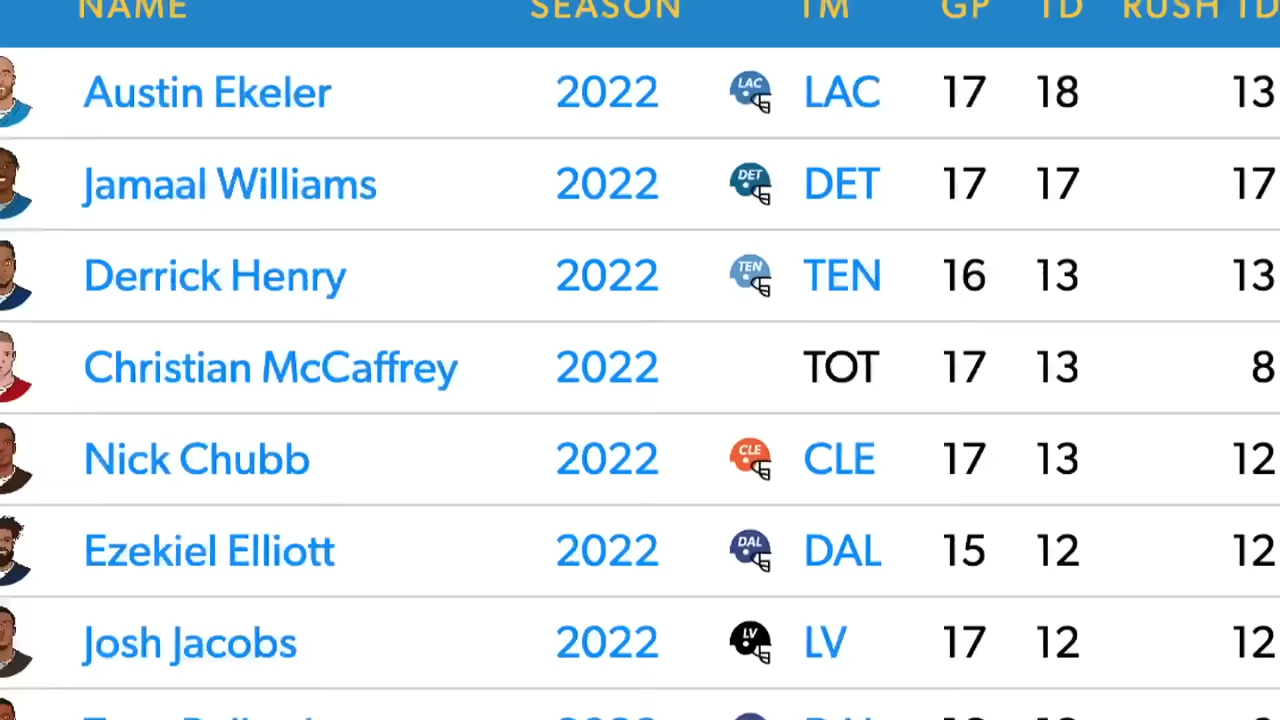 NAME SEASON TM GP TD RUSH TD
Austin Ekeler 2022 LAC LAC 17 18 13
Jamaal Williams 2022 DET DET 17 17 17
Derrick Henry 2022 TEN TEN 16 13 13
Christian McCaffrey 2022 TOT 17 13 8
Nick Chubb 2022 CLE CLE 17 13 12
Ezekiel Elliott 2022 DAL DAL 15 12 12
Josh Jacobs 2022 LV LV 17 12 12